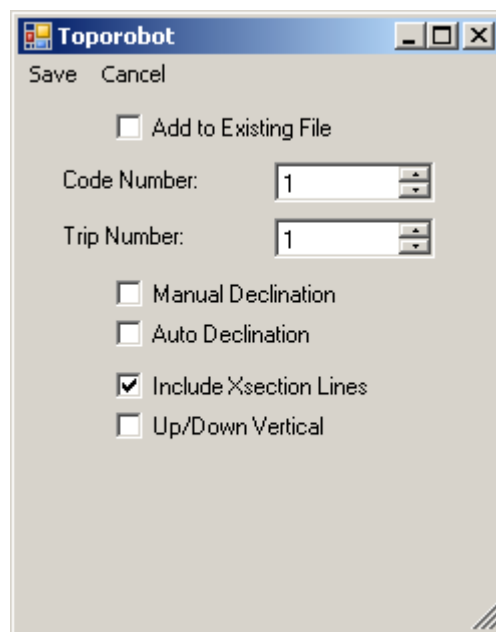 Toporobot
Save Cancel
Add to Existing File
Code Number: 1
Trip Number: 1
Manual Declination
Auto Declination
Include Xsection Lines
Up/Down Vertical